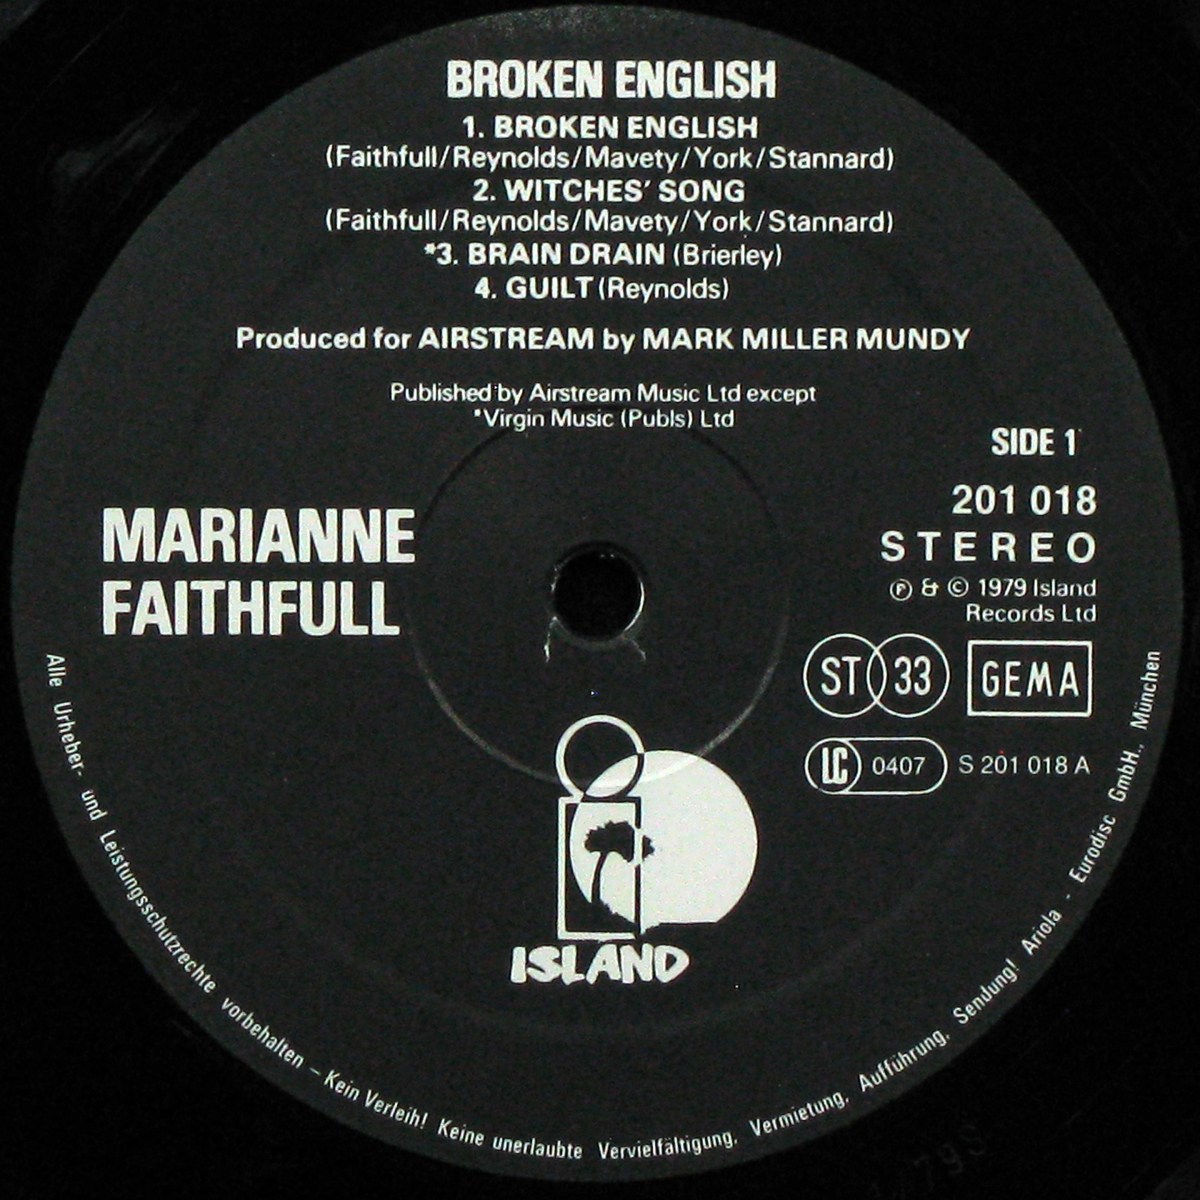 BROKEN ENGLISH
1. BROKEN ENGLISH
(Faithfull/Reynolds/Mavety/York/Stannard)
2. WITCHES' SONG
(Faithfull/Reynolds/Mavety/York/Stannard)
*3. BRAIN DRAIN (Brierley)
4. GUILT (Reynolds)
Produced for AIRSTREAM by MARK MILLER MUNDY
Published by Airstream Music Ltd except
*Virgin Music (Publs) Ltd
SIDE 1
201 018
STEREO
℗ & © 1979 Island
Records Ltd
MARIANNE
FAITHFULL
ST 33 GEMA
LC 0407 S 201 018 A
ISLAND
Alle Urheber- und Leistungsschutzrechte vorbehalten – Kein Verleih! Keine unerlaubte Vervielfältigung, Vermietung, Aufführung, Sendung! Ariola - Eurodisc GmbH., München